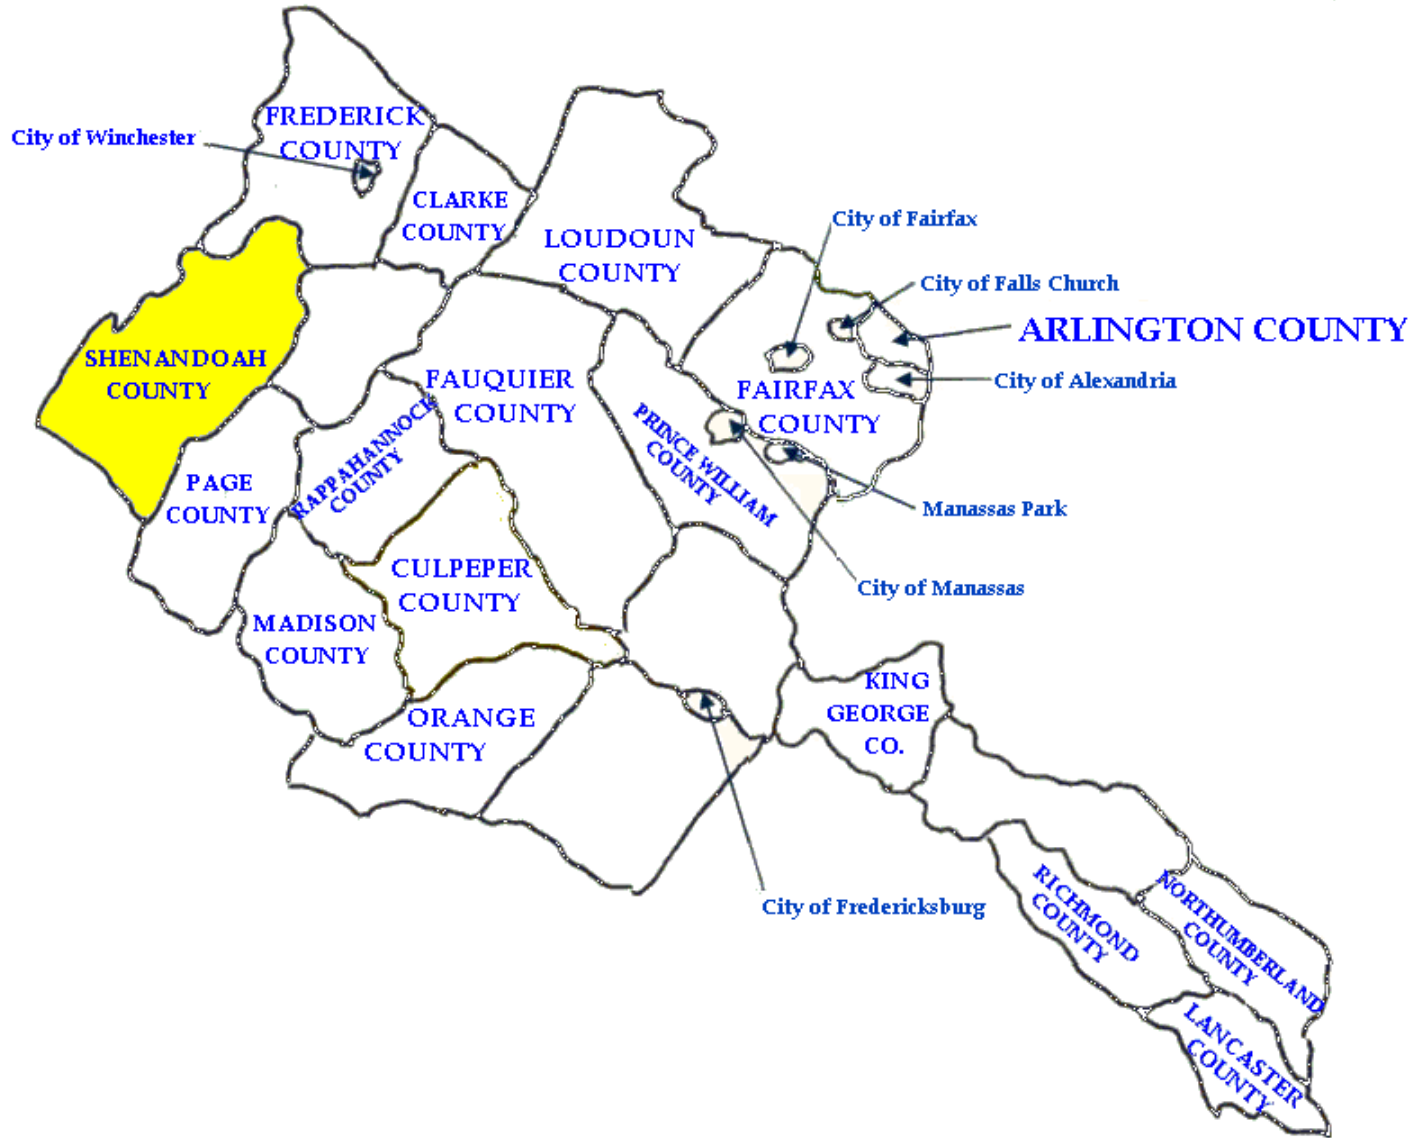 FREDERICK
COUNTY
City of Winchester
CLARKE
COUNTY
LOUDOUN
COUNTY
City of Fairfax
City of Falls Church
ARLINGTON COUNTY
City of Alexandria
SHENANDOAH
COUNTY
FAUQUIER
COUNTY
FAIRFAX
COUNTY
PRINCE WILLIAM
COUNTY
RAPPAHANNOCK
COUNTY
PAGE
COUNTY
Manassas Park
CULPEPER
COUNTY
City of Manassas
MADISON
COUNTY
KING
GEORGE
CO.
ORANGE
COUNTY
City of Fredericksburg
RICHMOND
COUNTY
NORTHUMBERLAND
COUNTY
LANCASTER
COUNTY